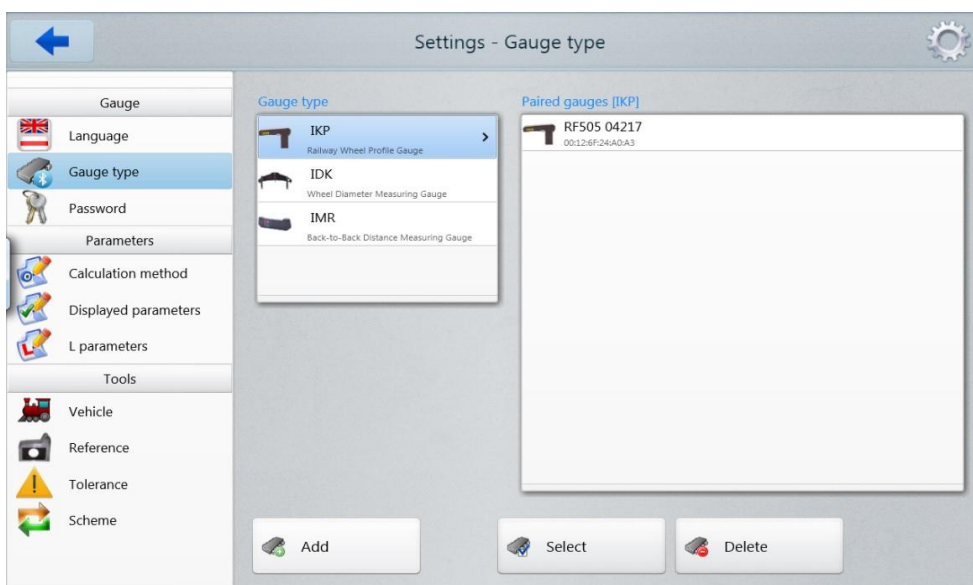 Settings - Gauge type
Gauge
Language
Gauge type
Password
Parameters
Calculation method
Displayed parameters
L parameters
Tools
Vehicle
Reference
Tolerance
Scheme
Gauge type
IKP
Railway Wheel Profile Gauge
IDK
Wheel Diameter Measuring Gauge
IMR
Back-to-Back Distance Measuring Gauge
Paired gauges [IKP]
RF505 04217
00:12:6F:24:A0:A3
Add
Select
Delete